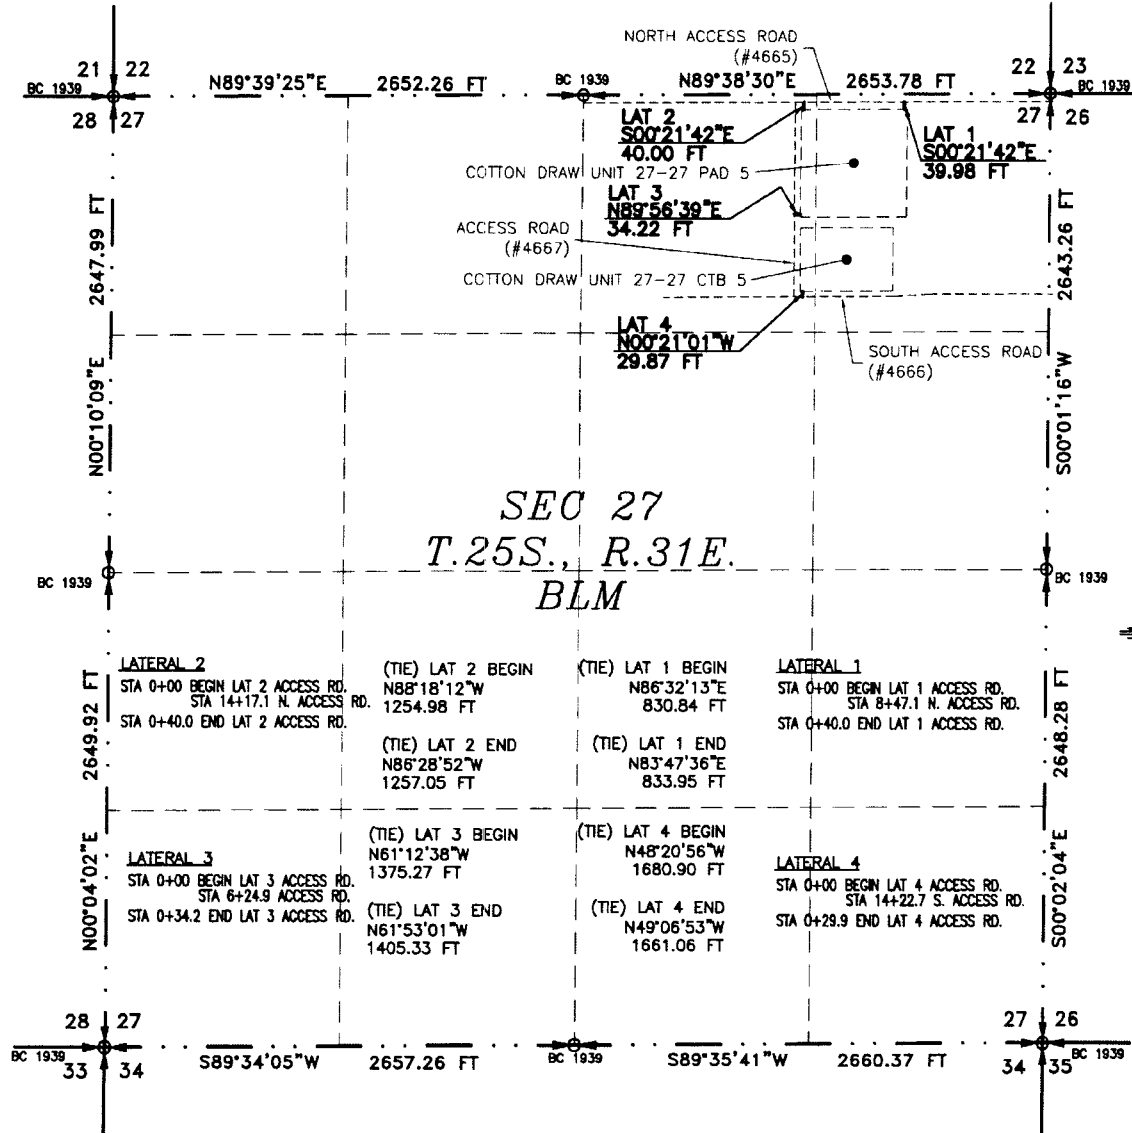 NORTH ACCESS ROAD
(#4665)
21 22
22 23
BC 1939
N89°39'25"E 2652.26 FT
BC 1939
N89°38'30"E 2653.78 FT
BC 1939
28 27
27 26
LAT 2
S00°21'42"E
40.00 FT
LAT 1
S00°21'42"E
39.98 FT
COTTON DRAW UNIT 27-27 PAD 5
LAT 3
N89°56'39"E
34.22 FT
ACCESS ROAD
(#4667)
COTTON DRAW UNIT 27-27 CTB 5
LAT 4
N00°21'01"W
29.87 FT
SOUTH ACCESS ROAD
(#4666)
N00°10'09"E 2647.99 FT
S00°01'16"W 2643.26 FT
SEC 27
T.25S., R.31E.
BLM
BC 1939
BC 1939
LATERAL 2
STA 0+00 BEGIN LAT 2 ACCESS RD.
STA 14+17.1 N. ACCESS RD.
STA 0+40.0 END LAT 2 ACCESS RD.
(TIE) LAT 2 BEGIN
N88°18'12"W
1254.98 FT
(TIE) LAT 2 END
N86°28'52"W
1257.05 FT
(TIE) LAT 1 BEGIN
N86°32'13"E
830.84 FT
(TIE) LAT 1 END
N83°47'36"E
833.95 FT
LATERAL 1
STA 0+00 BEGIN LAT 1 ACCESS RD.
STA 8+47.1 N. ACCESS RD.
STA 0+40.0 END LAT 1 ACCESS RD.
N00°04'02"E 2649.92 FT
S00°02'04"E 2648.28 FT
LATERAL 3
STA 0+00 BEGIN LAT 3 ACCESS RD.
STA 6+24.9 ACCESS RD.
STA 0+34.2 END LAT 3 ACCESS RD.
(TIE) LAT 3 BEGIN
N61°12'38"W
1375.27 FT
(TIE) LAT 3 END
N61°53'01"W
1405.33 FT
(TIE) LAT 4 BEGIN
N48°20'56"W
1680.90 FT
(TIE) LAT 4 END
N49°06'53"W
1661.06 FT
LATERAL 4
STA 0+00 BEGIN LAT 4 ACCESS RD.
STA 14+22.7 S. ACCESS RD.
STA 0+29.9 END LAT 4 ACCESS RD.
28 27
27 26
BC 1939
S89°34'05"W 2657.26 FT
BC 1939
S89°35'41"W 2660.37 FT
BC 1939
33 34
34 35